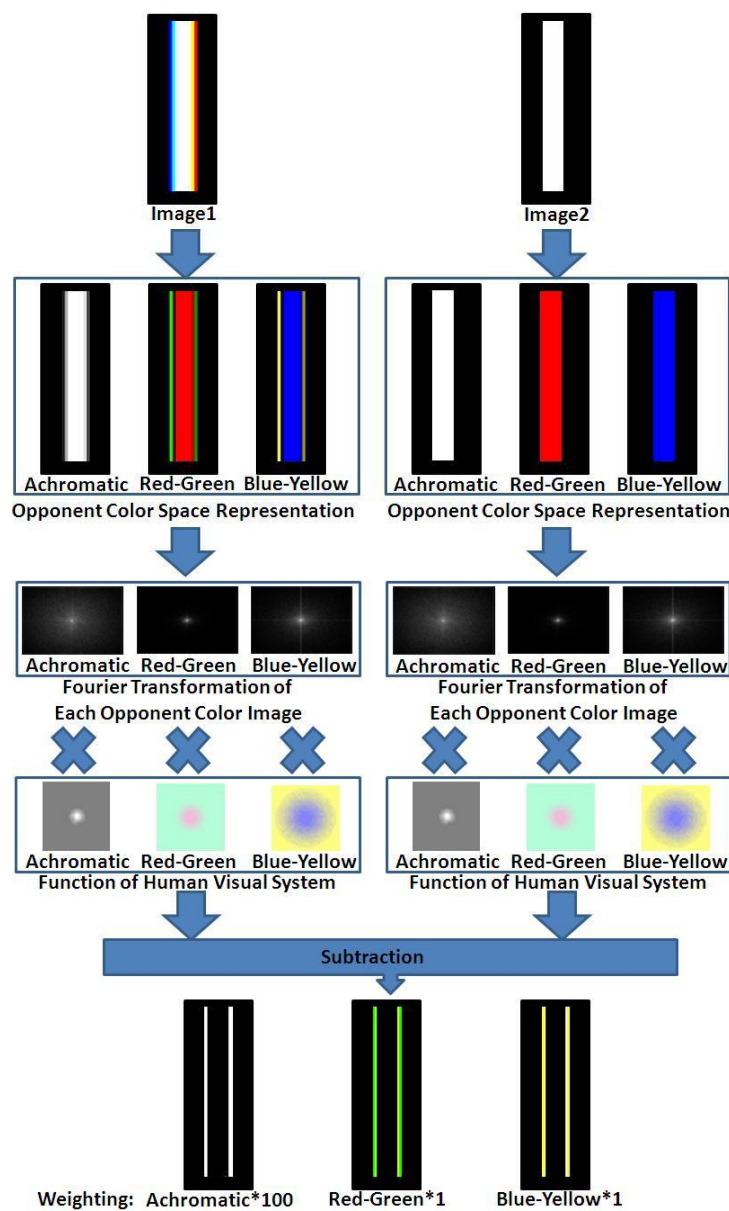 Image1 Image2
Achromatic Red-Green Blue-Yellow Achromatic Red-Green Blue-Yellow
Opponent Color Space Representation Opponent Color Space Representation
Achromatic Red-Green Blue-Yellow Achromatic Red-Green Blue-Yellow
Fourier Transformation of Fourier Transformation of
Each Opponent Color Image Each Opponent Color Image
Achromatic Red-Green Blue-Yellow Achromatic Red-Green Blue-Yellow
Function of Human Visual System Function of Human Visual System
Subtraction
Weighting: Achromatic*100 Red-Green*1 Blue-Yellow*1